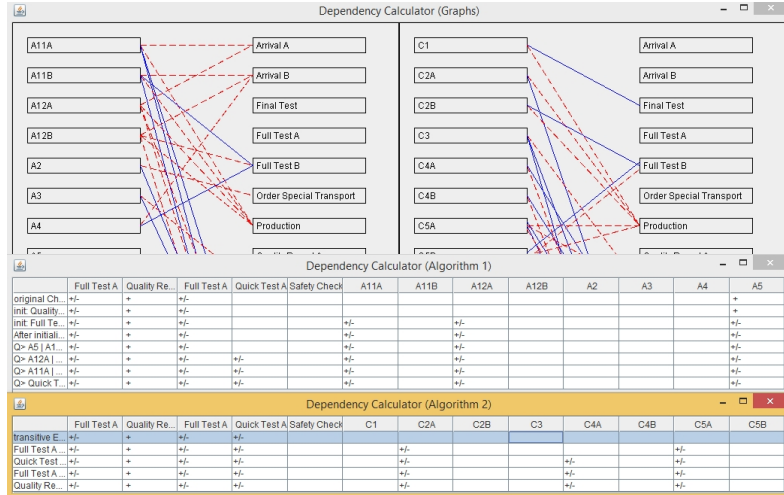 Dependency Calculator (Graphs)
A11A Arrival A
A11B Arrival B
A12A Final Test
A12B Full Test A
A2 Full Test B
A3 Order Special Transport
A4 Production
C1 Arrival A
C2A Arrival B
C2B Final Test
C3 Full Test A
C4A Full Test B
C4B Order Special Transport
C5A Production
Dependency Calculator (Algorithm 1)
Full Test A Quality Re... Full Test A Quick Test A Safety Check A11A A11B A12A A12B A2 A3 A4 A5
original Ch... +/- + +/- +
init: Quality... +/- + +/- +
init: Full Te... +/- + +/- +/- +/- +/-
After initiali... +/- + +/- +/- +/- +/-
Q> A5 | A1... +/- + +/- +/- +/- +/-
Q> A12A | ... +/- + +/- +/- +/- +/- +/-
Q> A11A | ... +/- + +/- +/- +/- +/- +/-
Q> Quick T... +/- + +/- +/- +/- +/- +/-
Dependency Calculator (Algorithm 2)
Full Test A Quality Re... Full Test A Quick Test A Safety Check C1 C2A C2B C3 C4A C4B C5A C5B
transitive E... +/- + +/- +/-
Full Test A ... +/- + +/- +/- +/- +/-
Quick Test ... +/- + +/- +/- +/- +/- +/-
Full Test A ... +/- + +/- +/- +/- +/- +/-
Quality Re... +/- + +/- +/- +/- +/- +/-